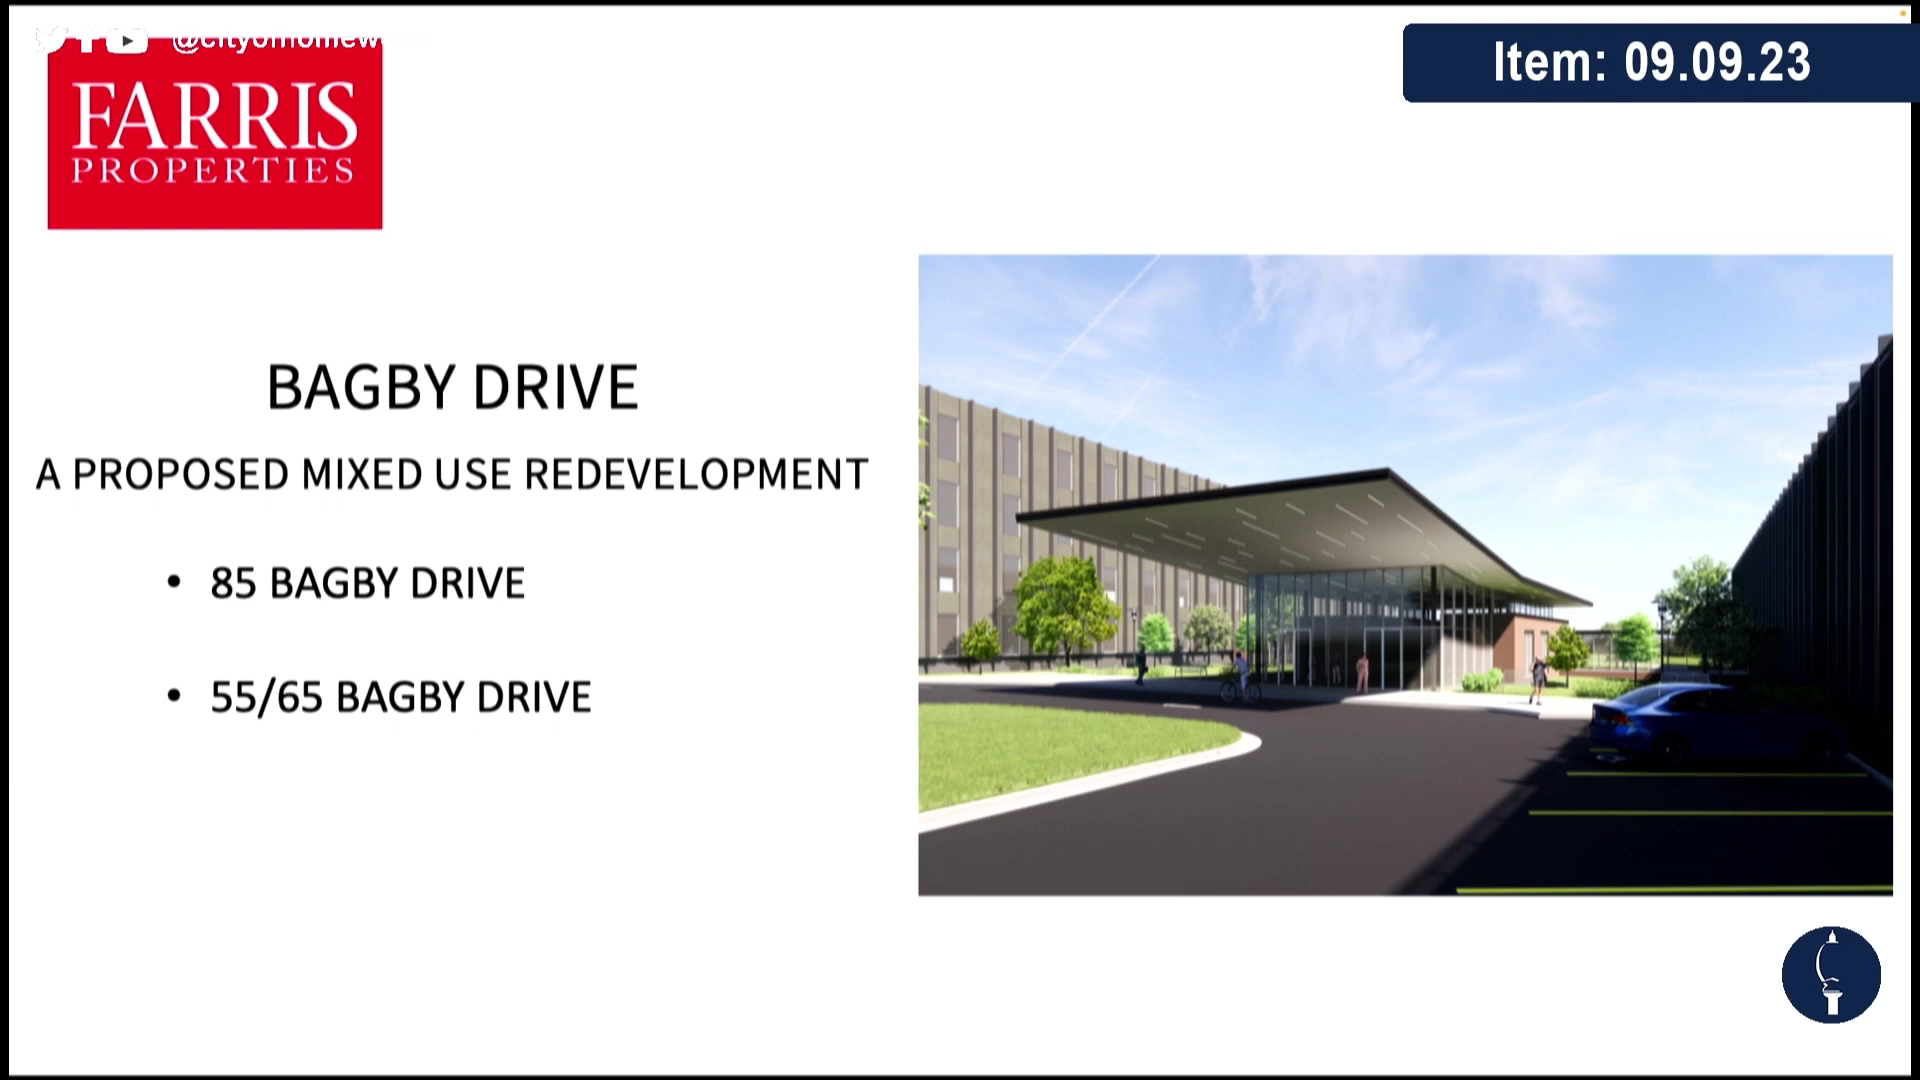 Item: 09.09.23
FARRIS
PROPERTIES
BAGBY DRIVE
A PROPOSED MIXED USE REDEVELOPMENT
• 85 BAGBY DRIVE
• 55/65 BAGBY DRIVE